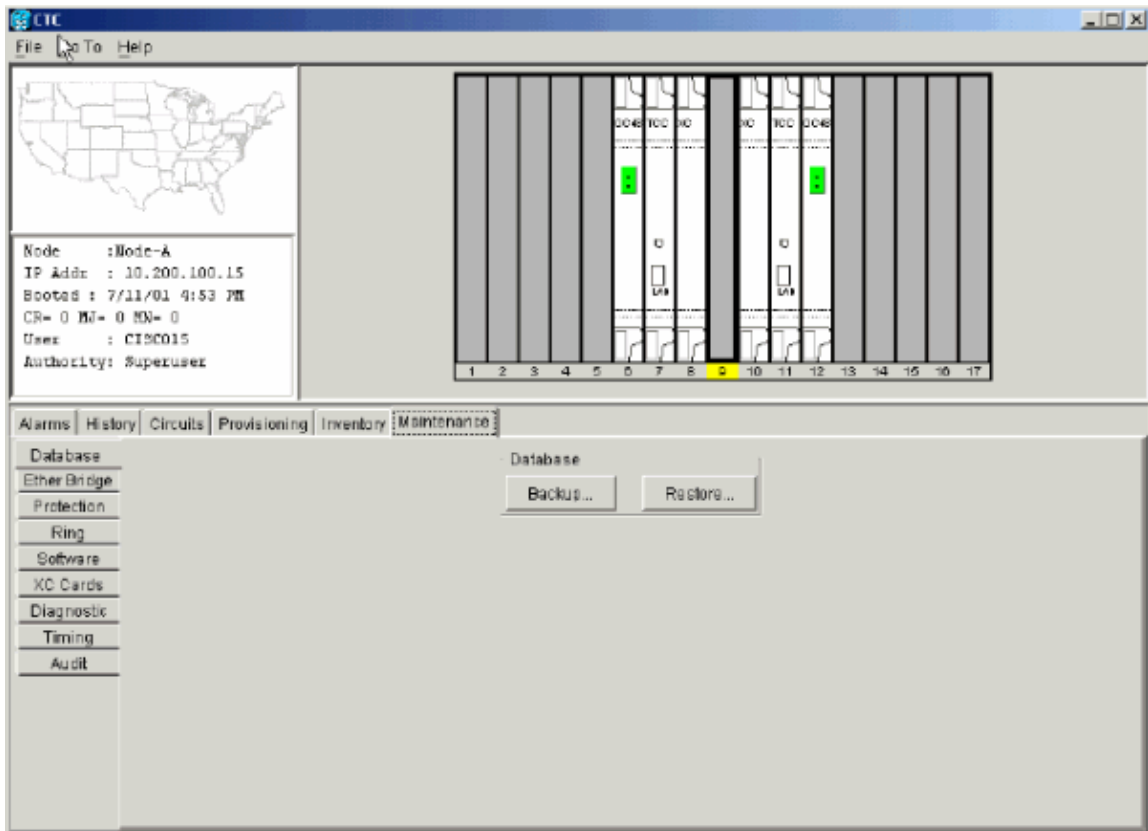 CTC
File Go To Help
OC48 TCC XC XC TCC OC48
LAN LAN
1 2 3 4 5 6 7 8 9 10 11 12 13 14 15 16 17
Node :Node-A
IP Addr : 10.200.100.15
Booted : 7/11/01 4:53 PM
CR= 0 MJ= 0 MN= 0
User : CISCO15
Authority: Superuser
Alarms History Circuits Provisioning Inventory Maintenance
Database
Ether Bridge
Protection
Ring
Software
XC Cards
Diagnostic
Timing
Audit
Database
Backup... Restore...